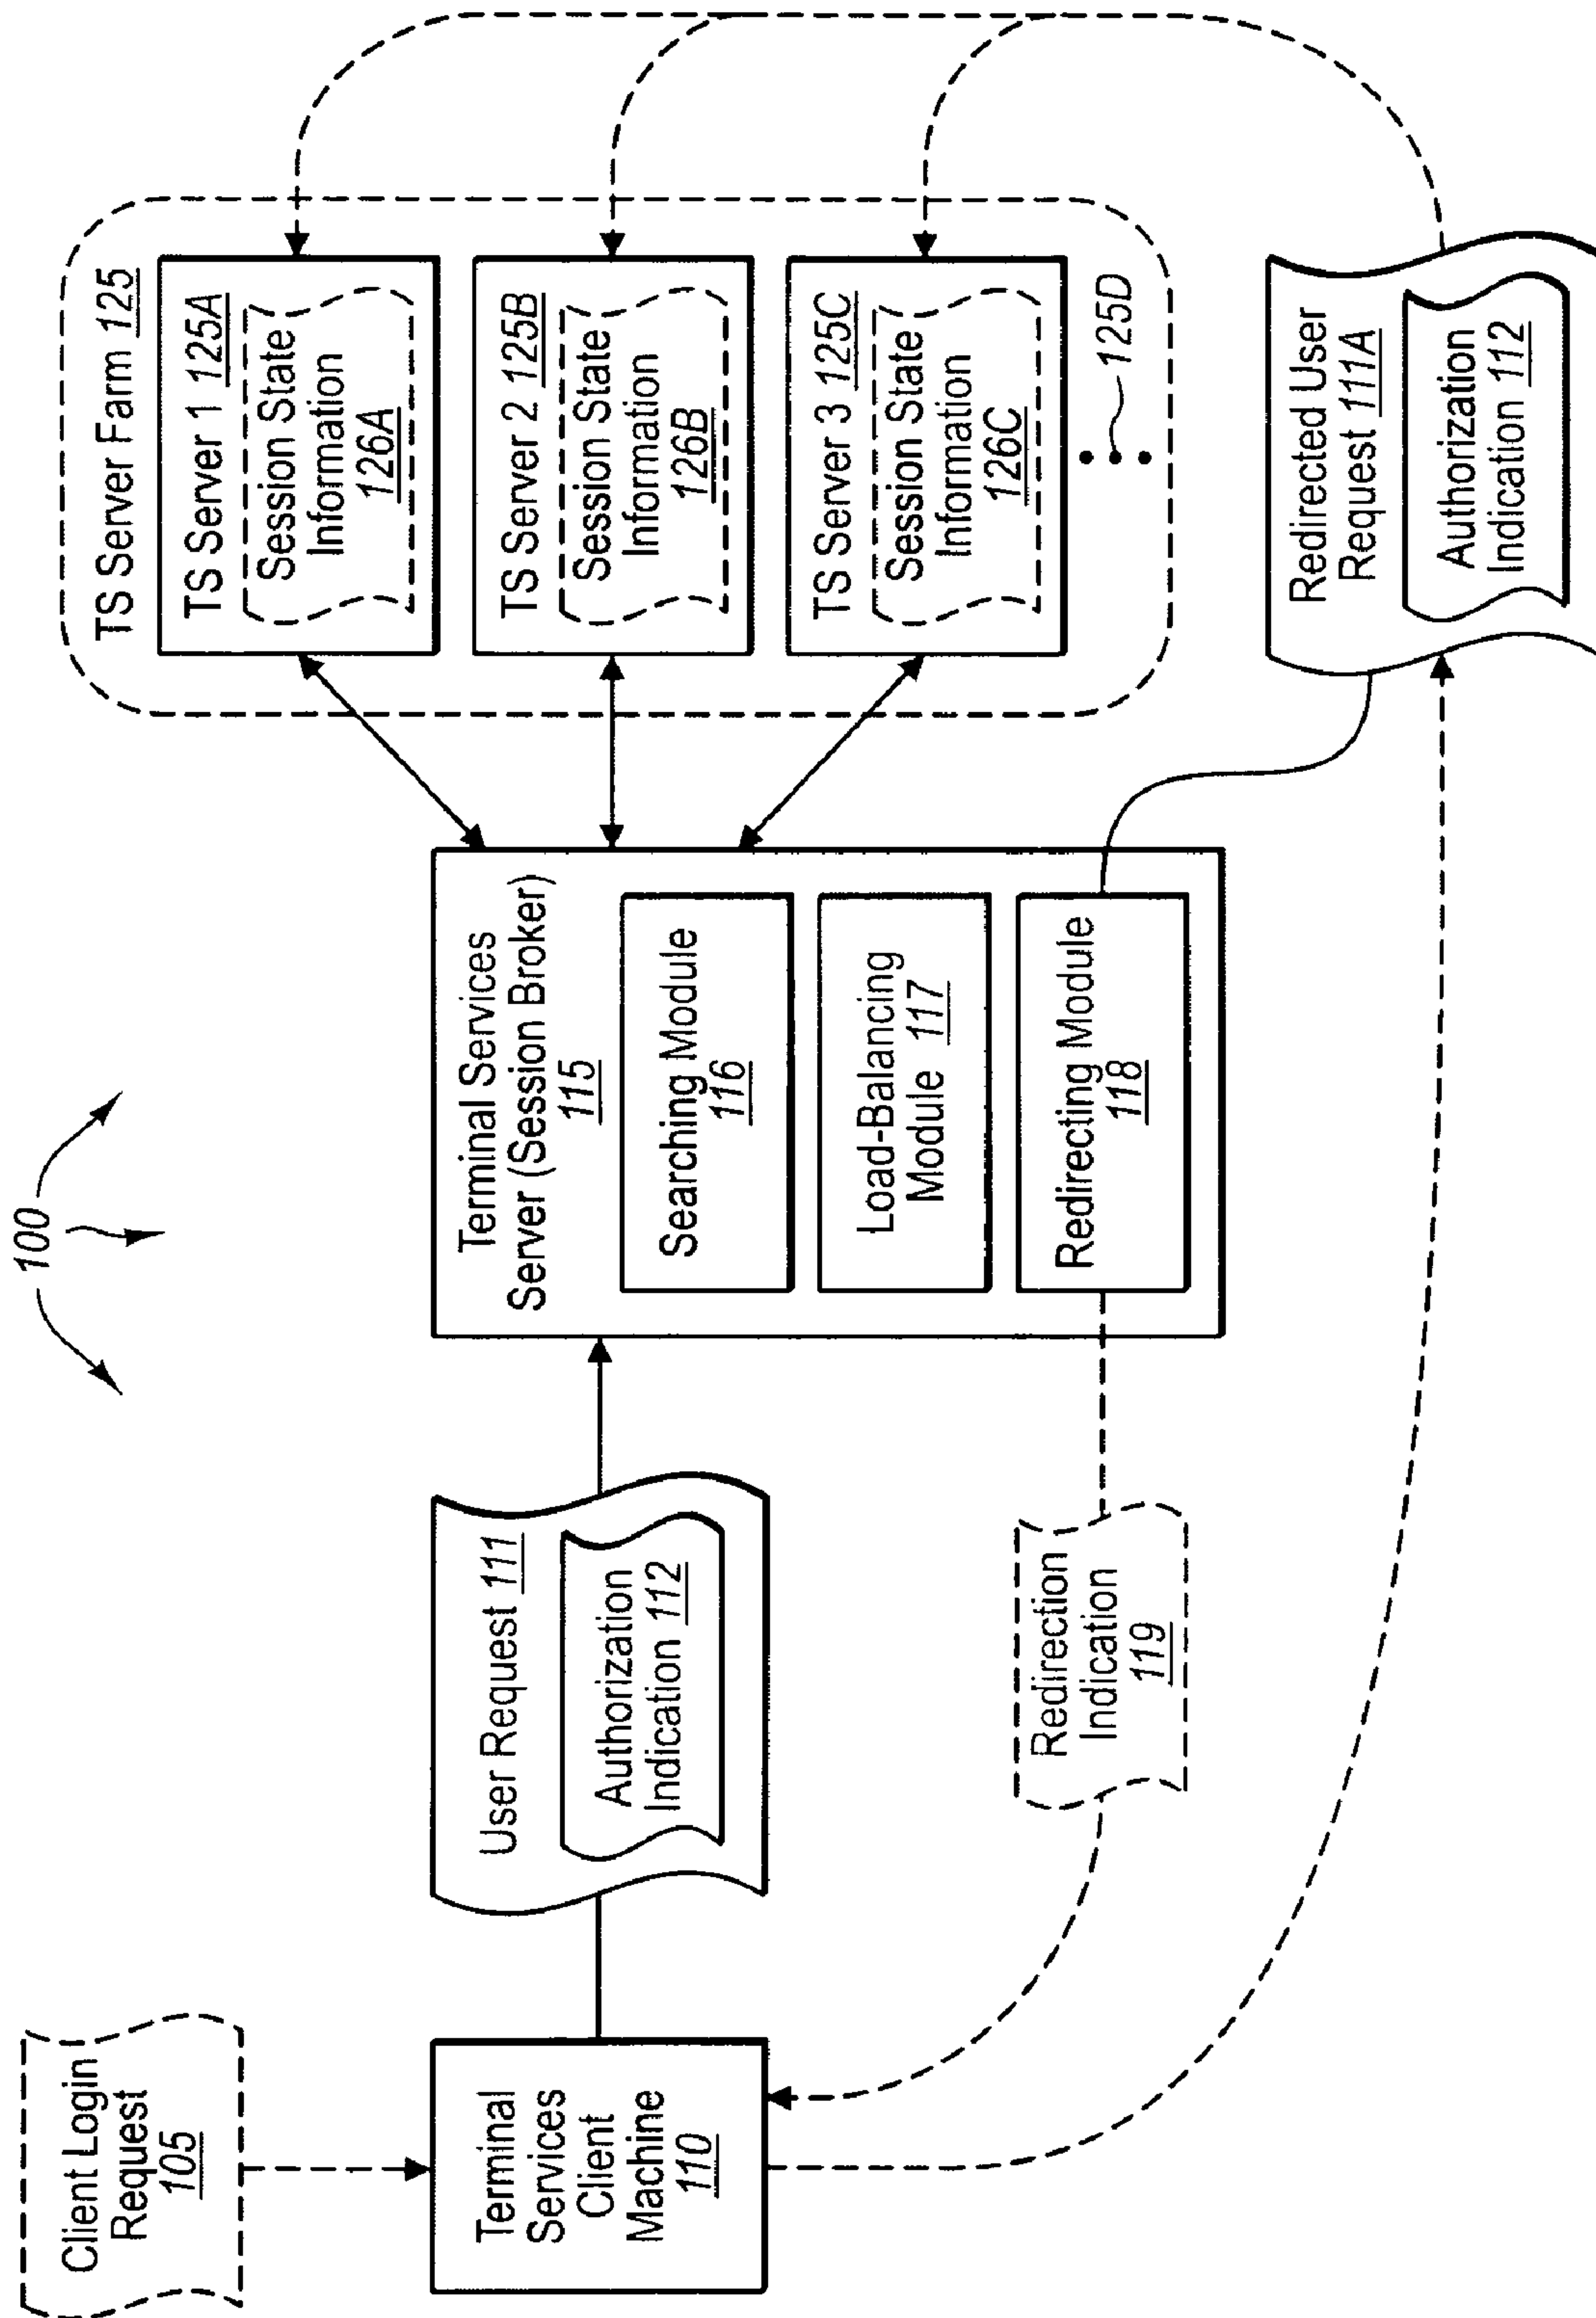 100
Client Login
Request
105
Terminal
Services
Client
Machine
110
User Request 111
Authorization
Indication 112
Redirection
Indication
119
Terminal Services
Server (Session Broker)
115
Searching Module
116
Load-Balancing
Module 117
Redirecting Module
118
TS Server Farm 125
TS Server 1 125A
Session State
Information
126A
TS Server 2 125B
Session State
Information
126B
TS Server 3 125C
Session State
Information
126C
125D
Redirected User
Request 111A
Authorization
Indication 112